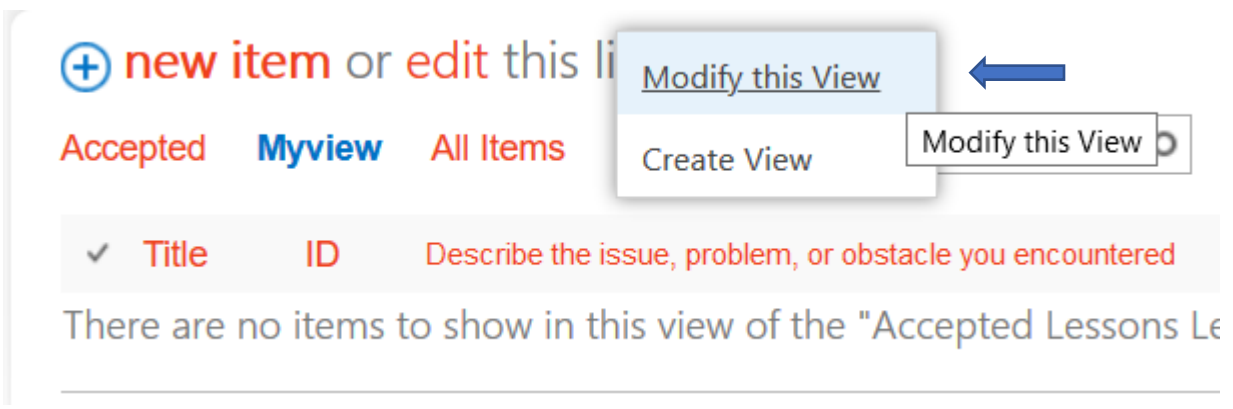 new item or edit this li
Modify this View
Accepted Myview All Items
Create View
Modify this View
Title ID Describe the issue, problem, or obstacle you encountered
There are no items to show in this view of the "Accepted Lessons Le